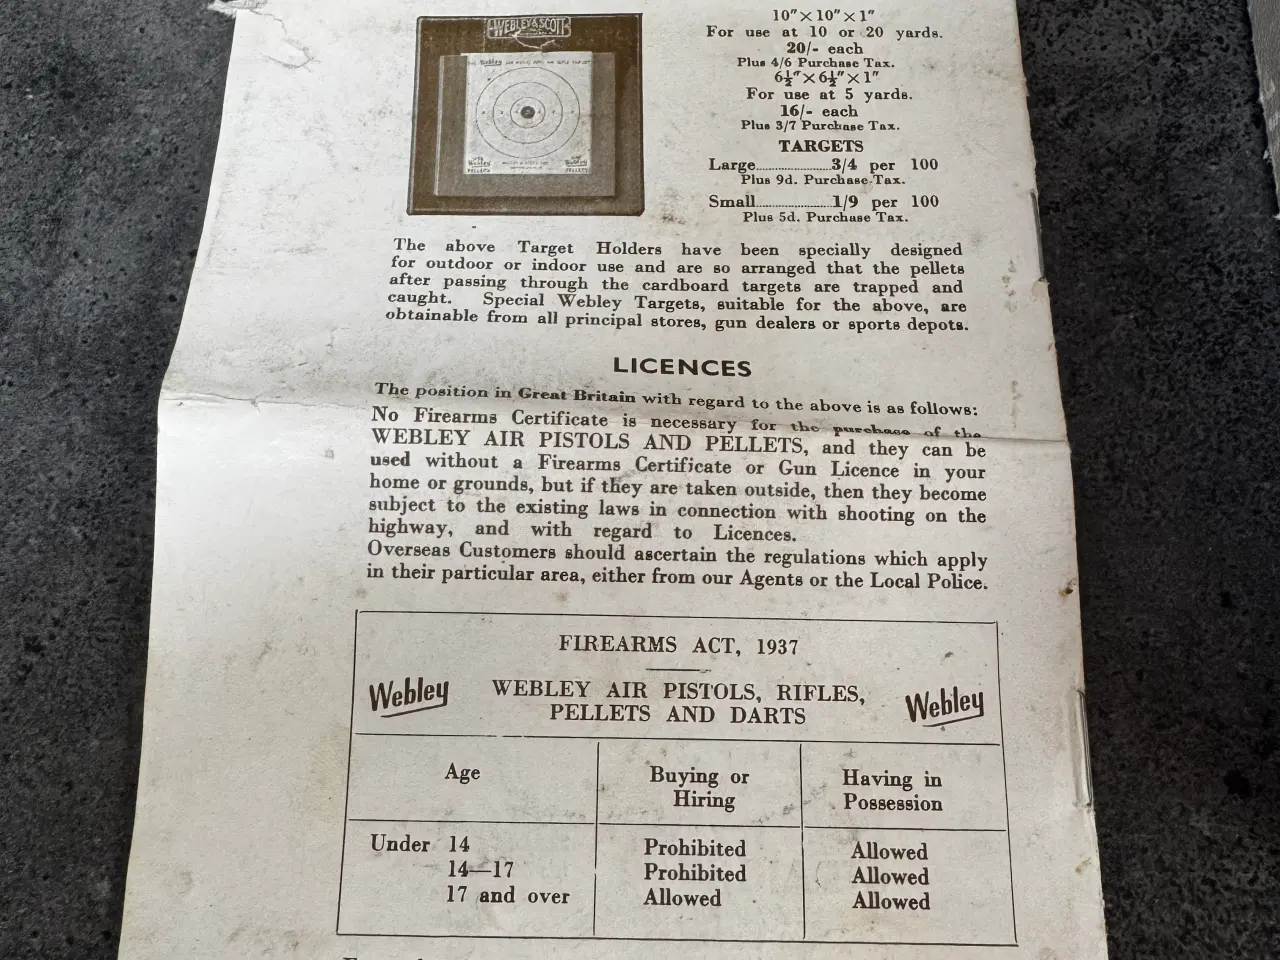 WEBLEY & SCOTT
Webley
Webley
PELLETS
Webley
PELLETS
10" × 10" × 1"
For use at 10 or 20 yards.
20/- each
Plus 4/6 Purchase Tax.
6½" × 6½" × 1"
For use at 5 yards.
16/- each
Plus 3/7 Purchase Tax.
TARGETS
Large........................3/4 per 100
Plus 9d. Purchase Tax.
Small........................1/9 per 100
Plus 5d. Purchase Tax.
The above Target Holders have been specially designed
for outdoor or indoor use and are so arranged that the pellets
after passing through the cardboard targets are trapped and
caught. Special Webley Targets, suitable for the above, are
obtainable from all principal stores, gun dealers or sports depots.
LICENCES
The position in Great Britain with regard to the above is as follows:
No Firearms Certificate is necessary for the purchase of the
WEBLEY AIR PISTOLS AND PELLETS, and they can be
used without a Firearms Certificate or Gun Licence in your
home or grounds, but if they are taken outside, then they become
subject to the existing laws in connection with shooting on the
highway, and with regard to Licences.
Overseas Customers should ascertain the regulations which apply
in their particular area, either from our Agents or the Local Police.
FIREARMS ACT, 1937
Webley WEBLEY AIR PISTOLS, RIFLES, Webley
PELLETS AND DARTS
Age Buying or Hiring Having in Possession
Under 14 Prohibited Allowed
14—17 Prohibited Allowed
17 and over Allowed Allowed